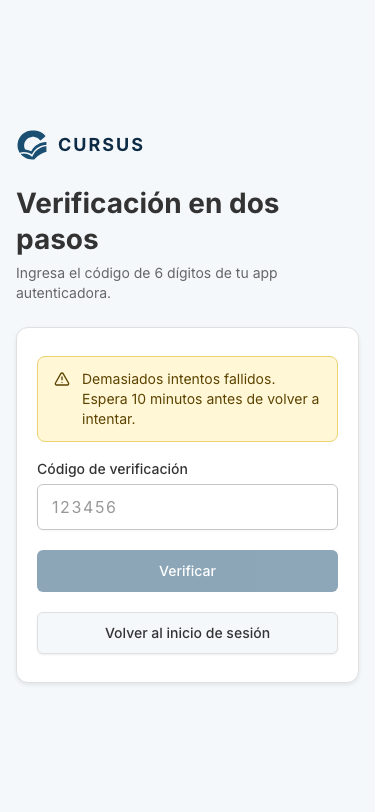 CURSUS
Verificación en dos
pasos
Ingresa el código de 6 dígitos de tu app
autenticadora.
Demasiados intentos fallidos.
Espera 10 minutos antes de volver a
intentar.
Código de verificación
123456
Verificar
Volver al inicio de sesión